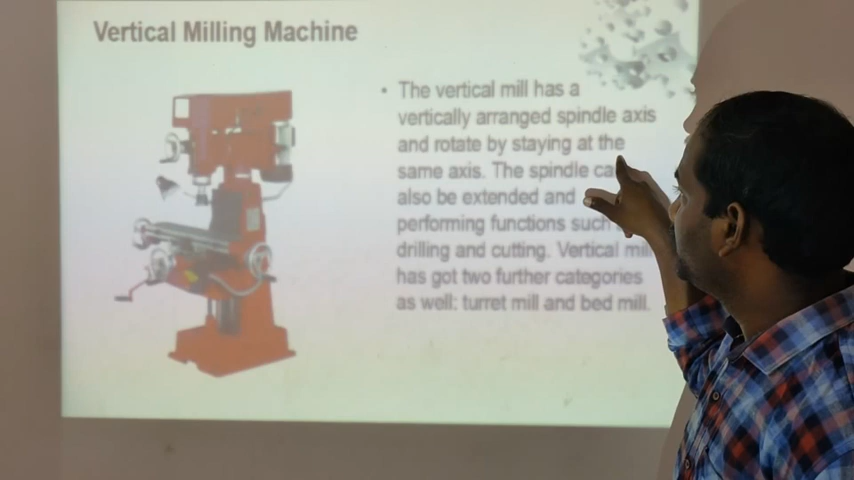 Vertical Milling Machine
• The vertical mill has a
vertically arranged spindle axis
and rotate by staying at the
same axis. The spindle
also be extended and
performing functions such
drilling and cutting. Vertical
has got two further categories
as well: turret mill and bed mill.